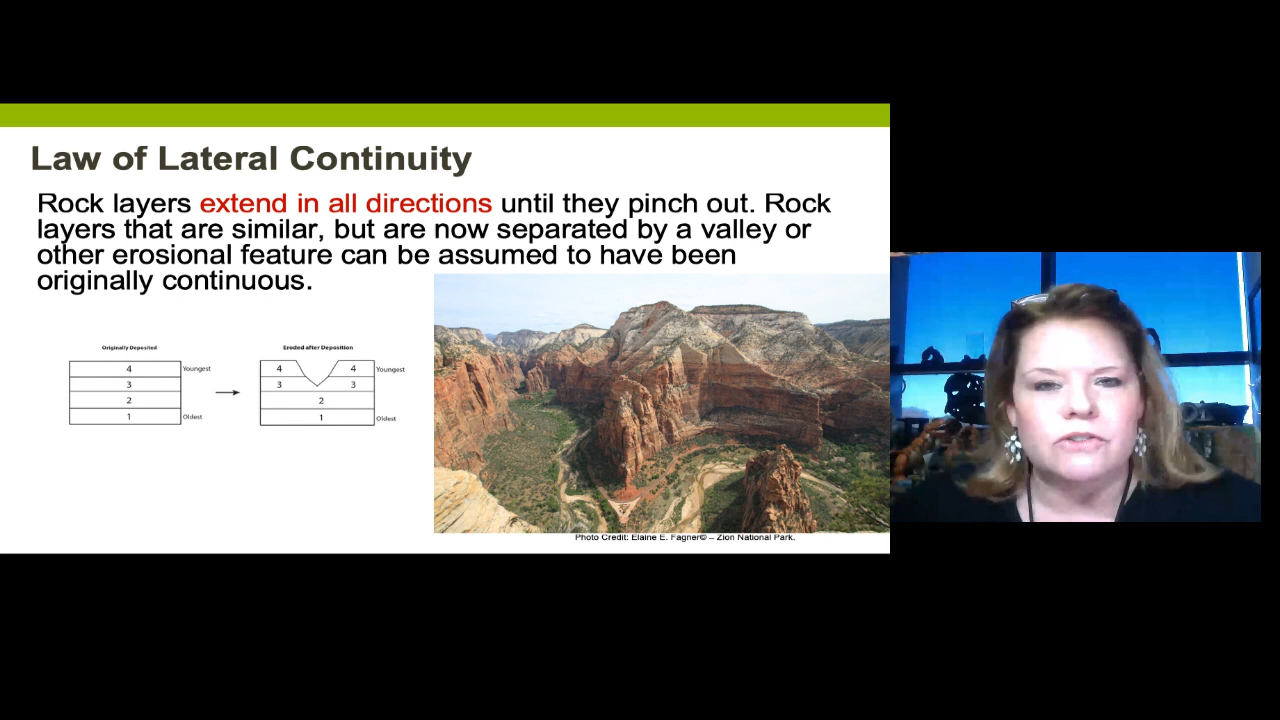 Law of Lateral Continuity
Rock layers extend in all directions until they pinch out. Rock
layers that are similar, but are now separated by a valley or
other erosional feature can be assumed to have been
originally continuous.
Originally Deposited
4 Youngest
3
2
1 Oldest
Eroded after Deposition
4 4 Youngest
3 3
2
1 Oldest
Photo Credit: Elaine E. Fagner© – Zion National Park.